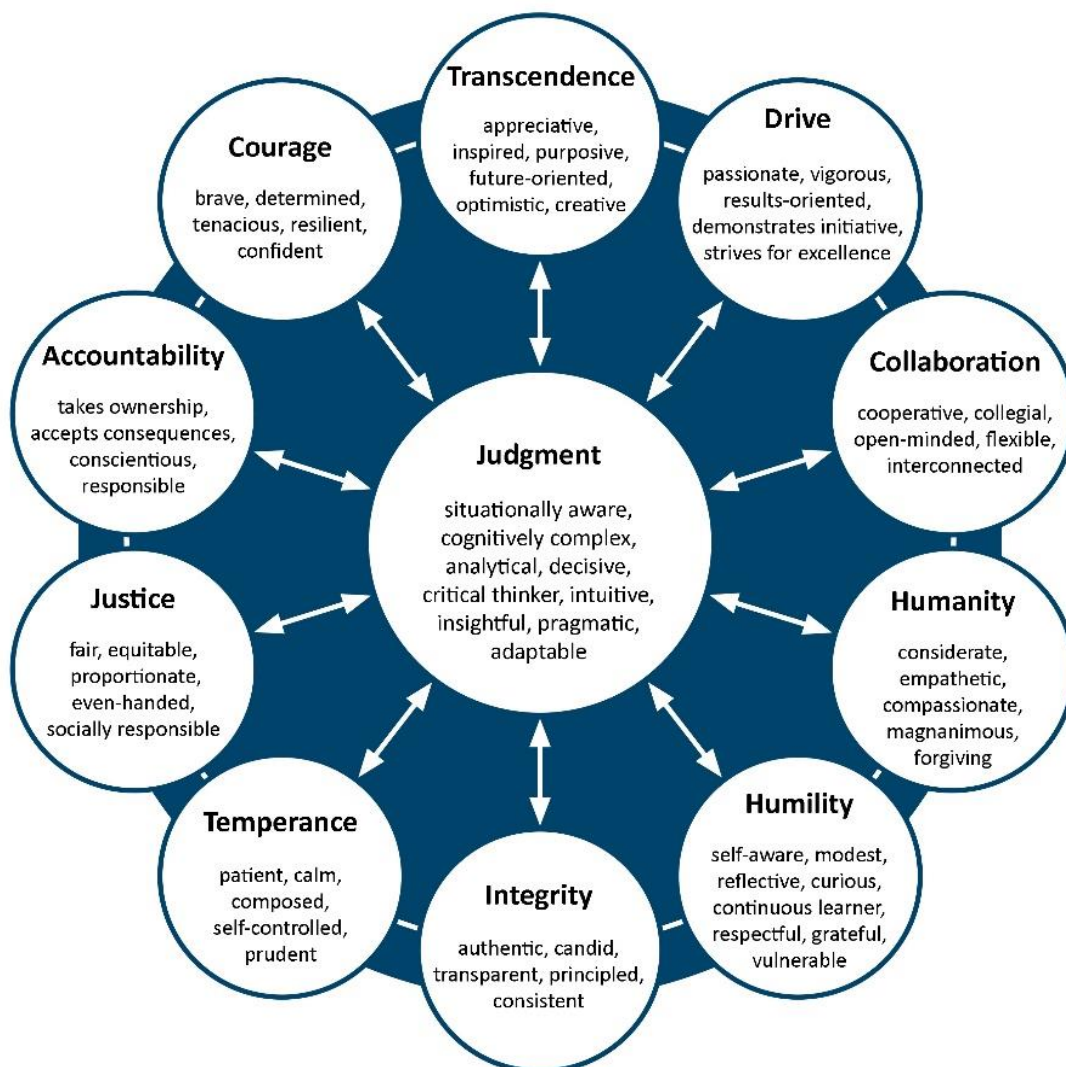 Transcendence
appreciative,
inspired, purposive,
future-oriented,
optimistic, creative
Drive
passionate, vigorous,
results-oriented,
demonstrates initiative,
strives for excellence
Collaboration
cooperative, collegial,
open-minded, flexible,
interconnected
Humanity
considerate,
empathetic,
compassionate,
magnanimous,
forgiving
Humility
self-aware, modest,
reflective, curious,
continuous learner,
respectful, grateful,
vulnerable
Integrity
authentic, candid,
transparent, principled,
consistent
Temperance
patient, calm,
composed,
self-controlled,
prudent
Justice
fair, equitable,
proportionate,
even-handed,
socially responsible
Accountability
takes ownership,
accepts consequences,
conscientious,
responsible
Courage
brave, determined,
tenacious, resilient,
confident
Judgment
situationally aware,
cognitively complex,
analytical, decisive,
critical thinker, intuitive,
insightful, pragmatic,
adaptable